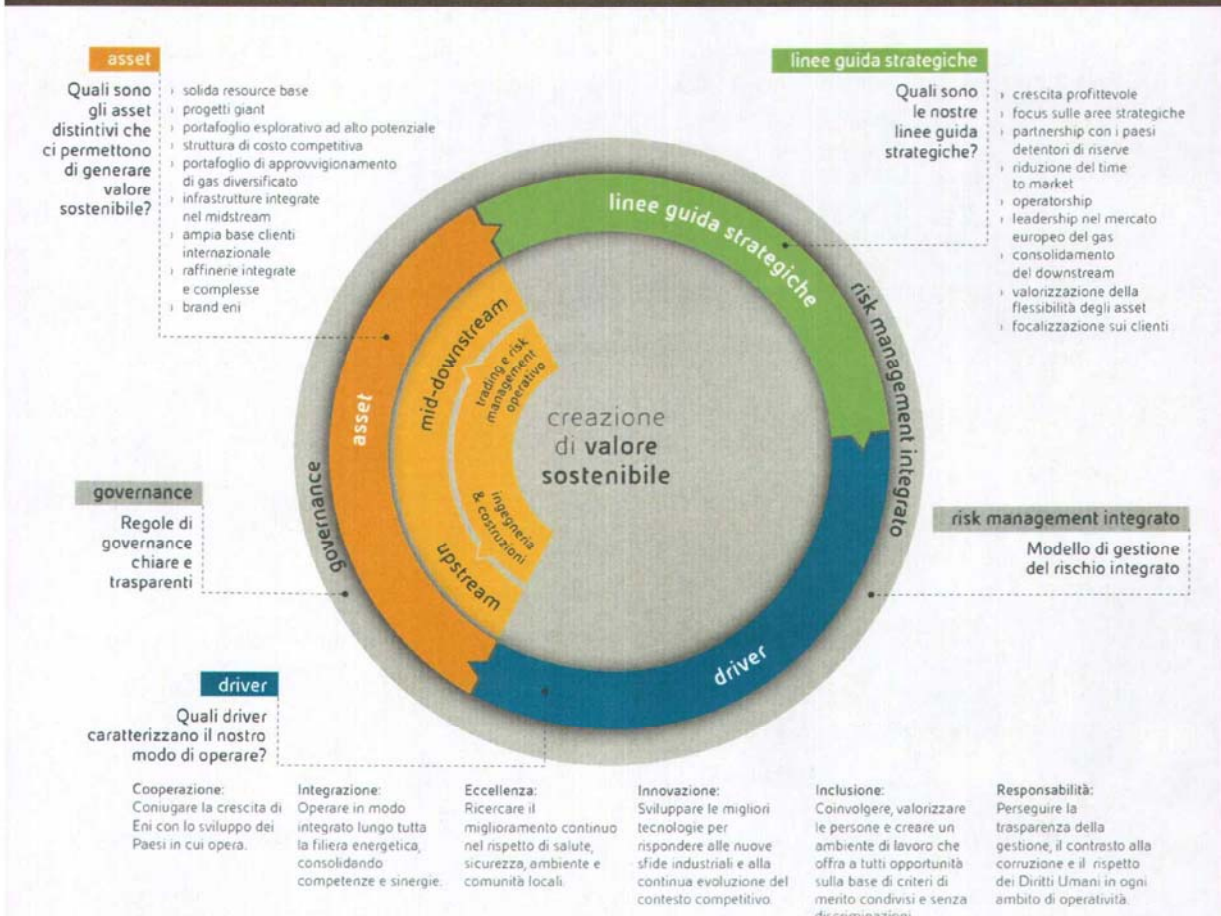 asset
Quali sono
gli asset
distintivi che
ci permettono
di generare
valore
sostenibile?
› solida resource base
› progetti giant
› portafoglio esplorativo ad alto potenziale
› struttura di costo competitiva
› portafoglio di approvvigionamento
di gas diversificato
› infrastrutture integrate
nel midstream
› ampia base clienti
internazionale
› raffinerie integrate
e complesse
› brand eni
linee guida strategiche
Quali sono
le nostre
linee guida
strategiche?
› crescita profittevole
› focus sulle aree strategiche
› partnership con i paesi
detentori di riserve
› riduzione del time
to market
› operatorship
› leadership nel mercato
europeo del gas
› consolidamento
del downstream
› valorizzazione della
flessibilità degli asset
› focalizzazione sui clienti
linee guida strategiche
risk management integrato
mid-downstream
trading e risk
management
operativo
asset
creazione
di valore
sostenibile
ingegneria
& costruzioni
upstream
governance
driver
governance
Regole di
governance
chiare e
trasparenti
risk management integrato
Modello di gestione
del rischio integrato
driver
Quali driver
caratterizzano il nostro
modo di operare?
Cooperazione:
Coniugare la crescita di
Eni con lo sviluppo dei
Paesi in cui opera.
Integrazione:
Operare in modo
integrato lungo tutta
la filiera energetica,
consolidando
competenze e sinergie.
Eccellenza:
Ricercare il
miglioramento continuo
nel rispetto di salute,
sicurezza, ambiente e
comunità locali.
Innovazione:
Sviluppare le migliori
tecnologie per
rispondere alle nuove
sfide industriali e alla
continua evoluzione del
contesto competitivo.
Inclusione:
Coinvolgere, valorizzare
le persone e creare un
ambiente di lavoro che
offra a tutti opportunità
sulla base di criteri di
merito condivisi e senza
discriminazioni
Responsabilità:
Perseguire la
trasparenza della
gestione, il contrasto alla
corruzione e il rispetto
dei Diritti Umani in ogni
ambito di operatività.